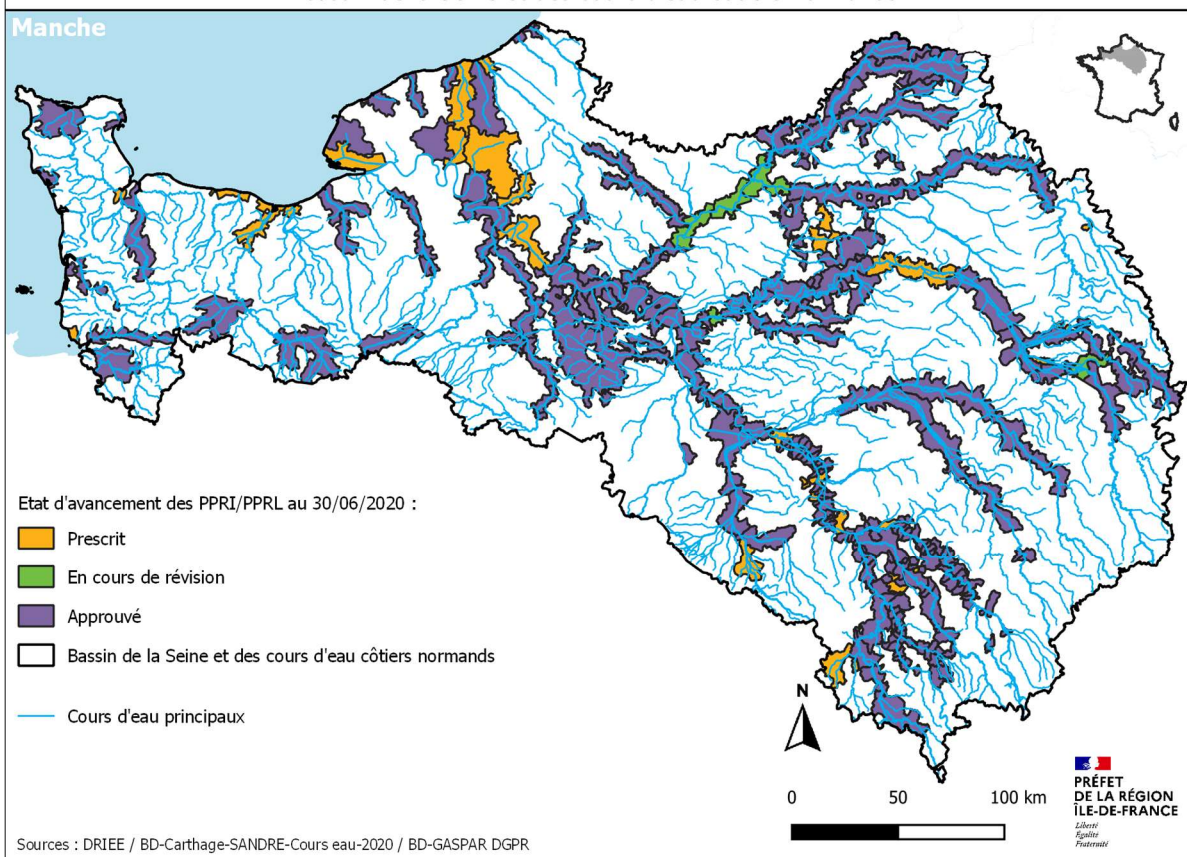 Manche
Etat d'avancement des PPRI/PPRL au 30/06/2020 :
Prescrit
En cours de révision
Approuvé
Bassin de la Seine et des cours d'eau côtiers normands
Cours d'eau principaux
N
0 50 100 km
PRÉFET
DE LA RÉGION
ÎLE-DE-FRANCE
Liberté
Égalité
Fraternité
Sources : DRIEE / BD-Carthage-SANDRE-Cours eau-2020 / BD-GASPAR DGPR